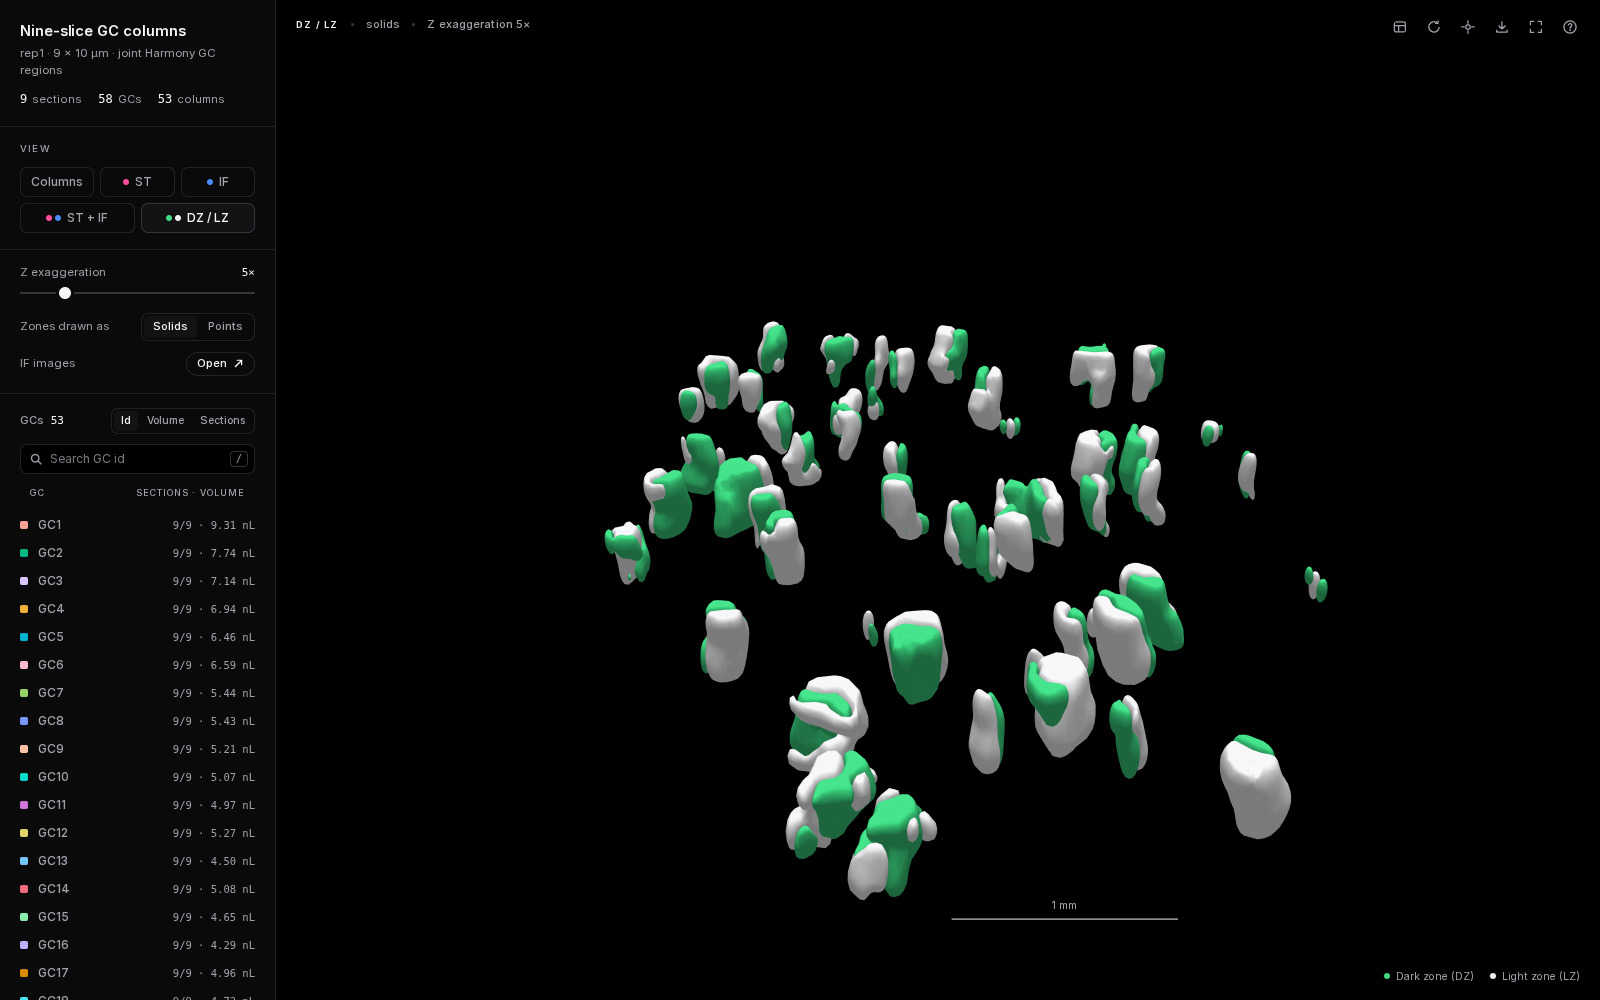 Nine-slice GC columns
rep1 · 9 × 10 µm · joint Harmony GC
regions
9 sections 58 GCs 53 columns
VIEW
Columns ST IF
ST + IF DZ / LZ
Z exaggeration 5×
Zones drawn as Solids Points
IF images Open ↗
GCs 53 Id Volume Sections
Search GC id /
GC SECTIONS · VOLUME
GC1 9/9 · 9.31 nL
GC2 9/9 · 7.74 nL
GC3 9/9 · 7.14 nL
GC4 9/9 · 6.94 nL
GC5 9/9 · 6.46 nL
GC6 9/9 · 6.59 nL
GC7 9/9 · 5.44 nL
GC8 9/9 · 5.43 nL
GC9 9/9 · 5.21 nL
GC10 9/9 · 5.07 nL
GC11 9/9 · 4.97 nL
GC12 9/9 · 5.27 nL
GC13 9/9 · 4.50 nL
GC14 9/9 · 5.08 nL
GC15 9/9 · 4.65 nL
GC16 9/9 · 4.29 nL
GC17 9/9 · 4.96 nL
DZ / LZ • solids • Z exaggeration 5×
1 mm
Dark zone (DZ) Light zone (LZ)